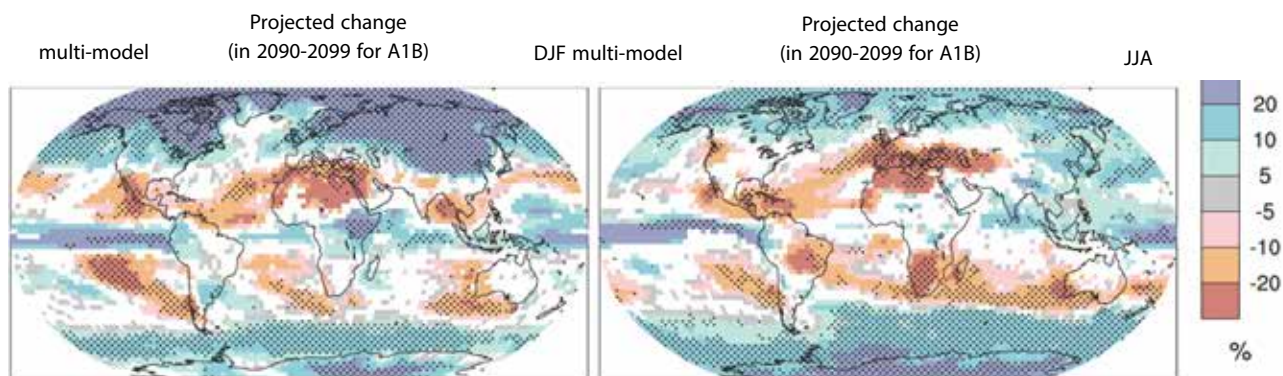 Projected change
(in 2090-2099 for A1B)
multi-model
DJF multi-model
Projected change
(in 2090-2099 for A1B)
JJA
20
10
5
-5
-10
-20
%